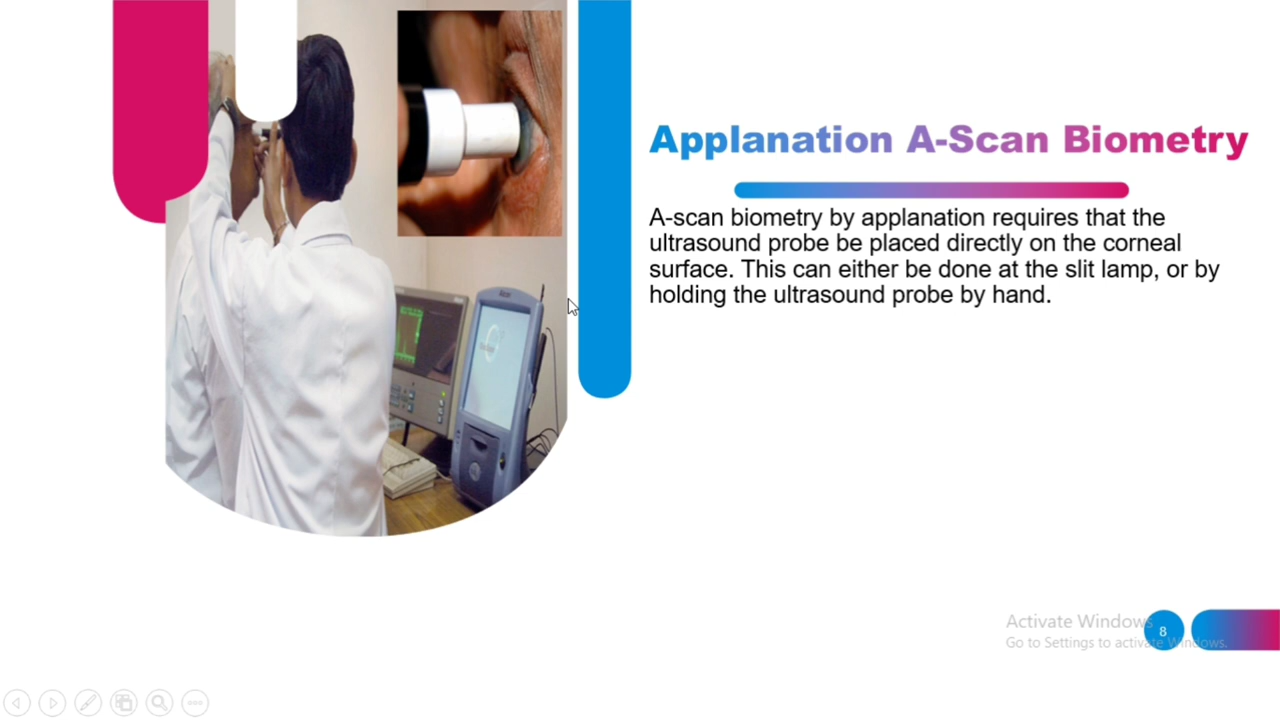 Applanation A-Scan Biometry
A-scan biometry by applanation requires that the
ultrasound probe be placed directly on the corneal
surface. This can either be done at the slit lamp, or by
holding the ultrasound probe by hand.
Activate Windows
Go to Settings to activate Windows.
8